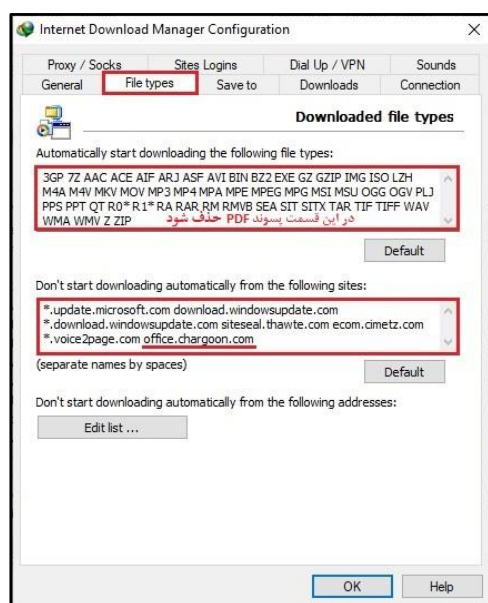 Internet Download Manager Configuration
Proxy / Socks Sites Logins Dial Up / VPN Sounds
General File types Save to Downloads Connection
Downloaded file types
Automatically start downloading the following file types:
3GP 7Z AAC ACE AIF ARJ ASF AVI BIN BZ2 EXE GZ GZIP IMG ISO LZH
M4A M4V MKV MOV MP3 MP4 MPA MPE MPEG MPG MSI MSU OGG OGV PLJ
PPS PPT QT R0* R1* RA RAR RM RMVB SEA SIT SITX TAR TIF TIFF WAV
WMA WMV Z ZIP در این قسمت پسوند PDF حذف شود
Default
Don't start downloading automatically from the following sites:
*.update.microsoft.com download.windowsupdate.com
*.download.windowsupdate.com siteseal.thawte.com ecom.cimetz.com
*.voice2page.com office.chargoon.com
(separate names by spaces) Default
Don't start downloading automatically from the following addresses:
Edit list ...
OK Help